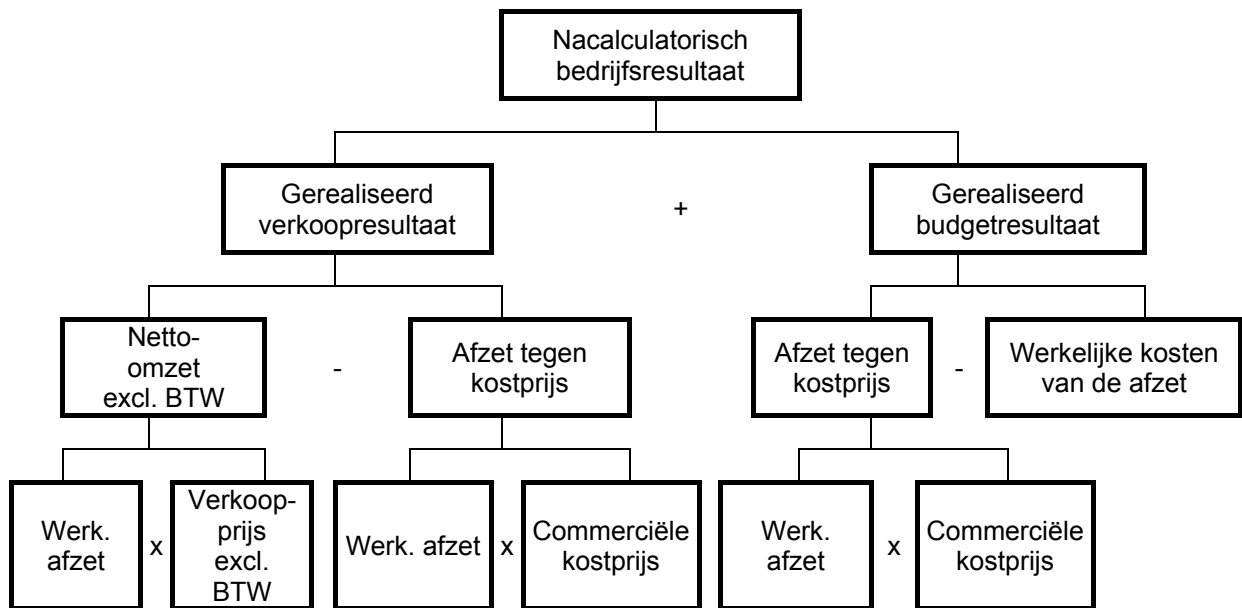 Nacalculatorisch
bedrijfsresultaat
Gerealiseerd
verkoopresultaat
+
Gerealiseerd
budgetresultaat
Netto-
omzet
excl. BTW
-
Afzet tegen
kostprijs
Afzet tegen
kostprijs
-
Werkelijke kosten
van de afzet
Werk.
afzet
x
Verkoop-
prijs
excl.
BTW
Werk. afzet
x
Commerciële
kostprijs
Werk.
afzet
x
Commerciële
kostprijs